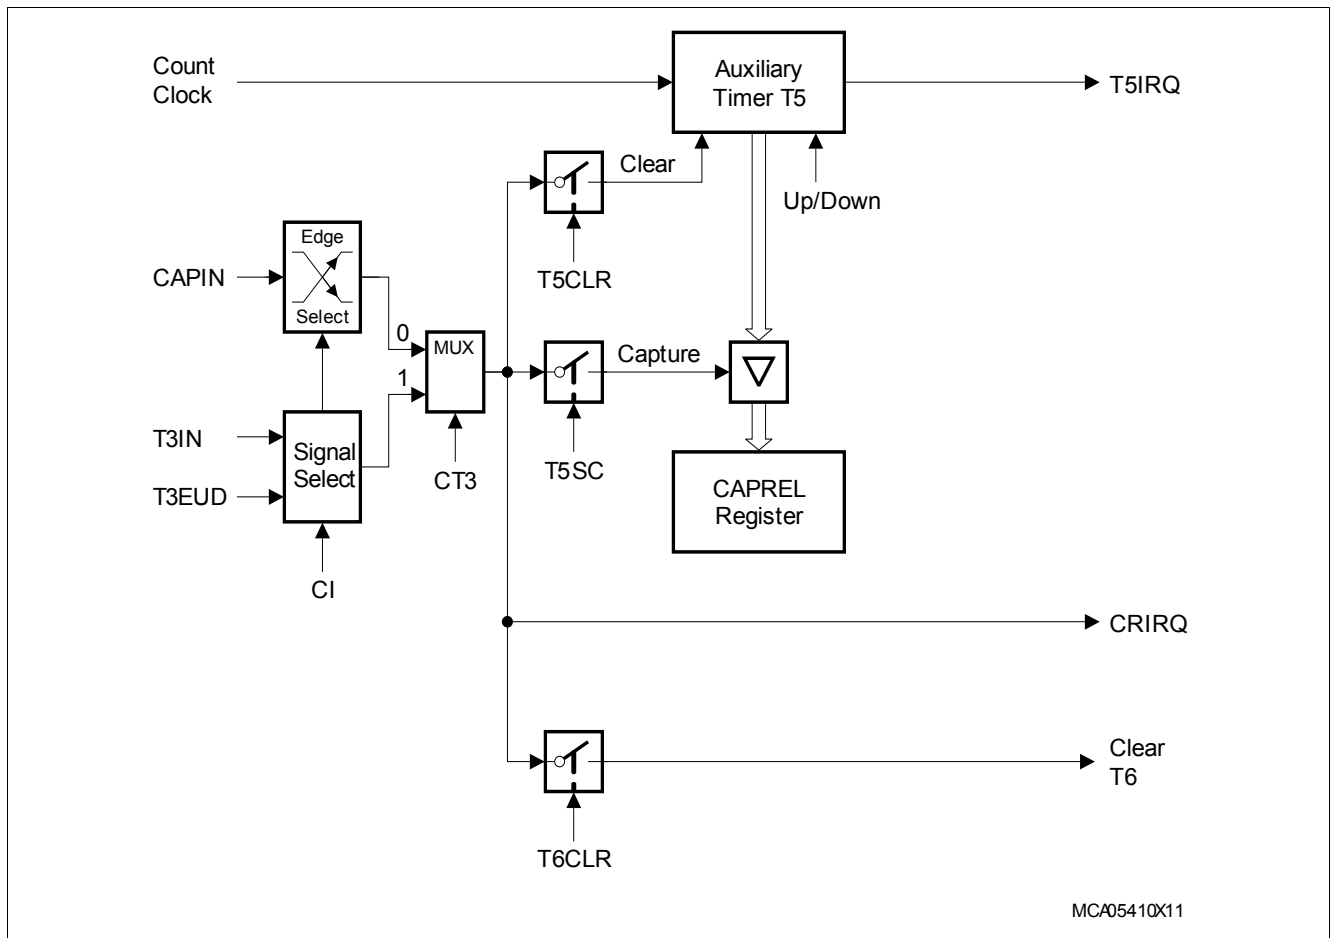 Count
Clock
Auxiliary
Timer T5
T5IRQ
Clear
Up/Down
T5CLR
Edge
Select
CAPIN
0
MUX
1
Capture
T3IN
T3EUD
Signal
Select
CT3
T5SC
CAPREL
Register
CI
CRIRQ
Clear
T6
T6CLR
MCA05410X11